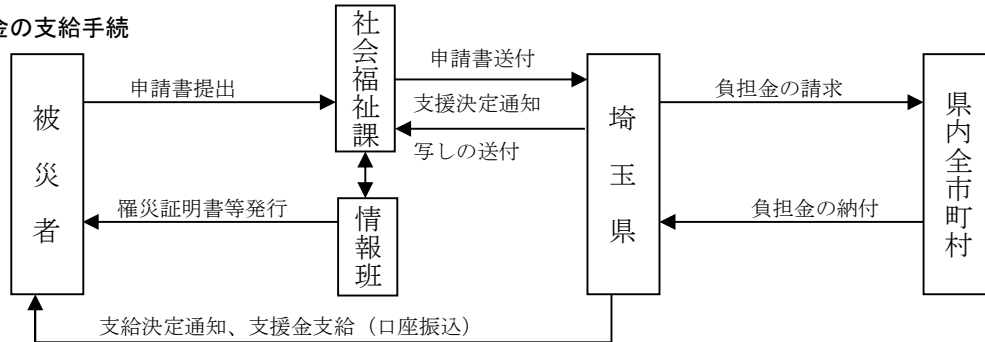 金の支給手続
被災者
申請書提出
罹災証明書等発行
社会福祉課
情報班
申請書送付
支援決定通知
写しの送付
埼玉県
負担金の請求
負担金の納付
県内全市町村
支給決定通知、支援金支給（口座振込）